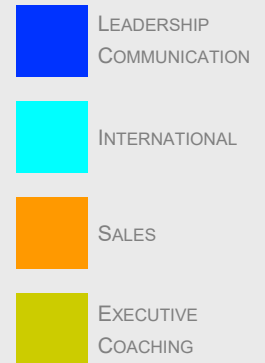 LEADERSHIP
COMMUNICATION
INTERNATIONAL
SALES
EXECUTIVE
COACHING